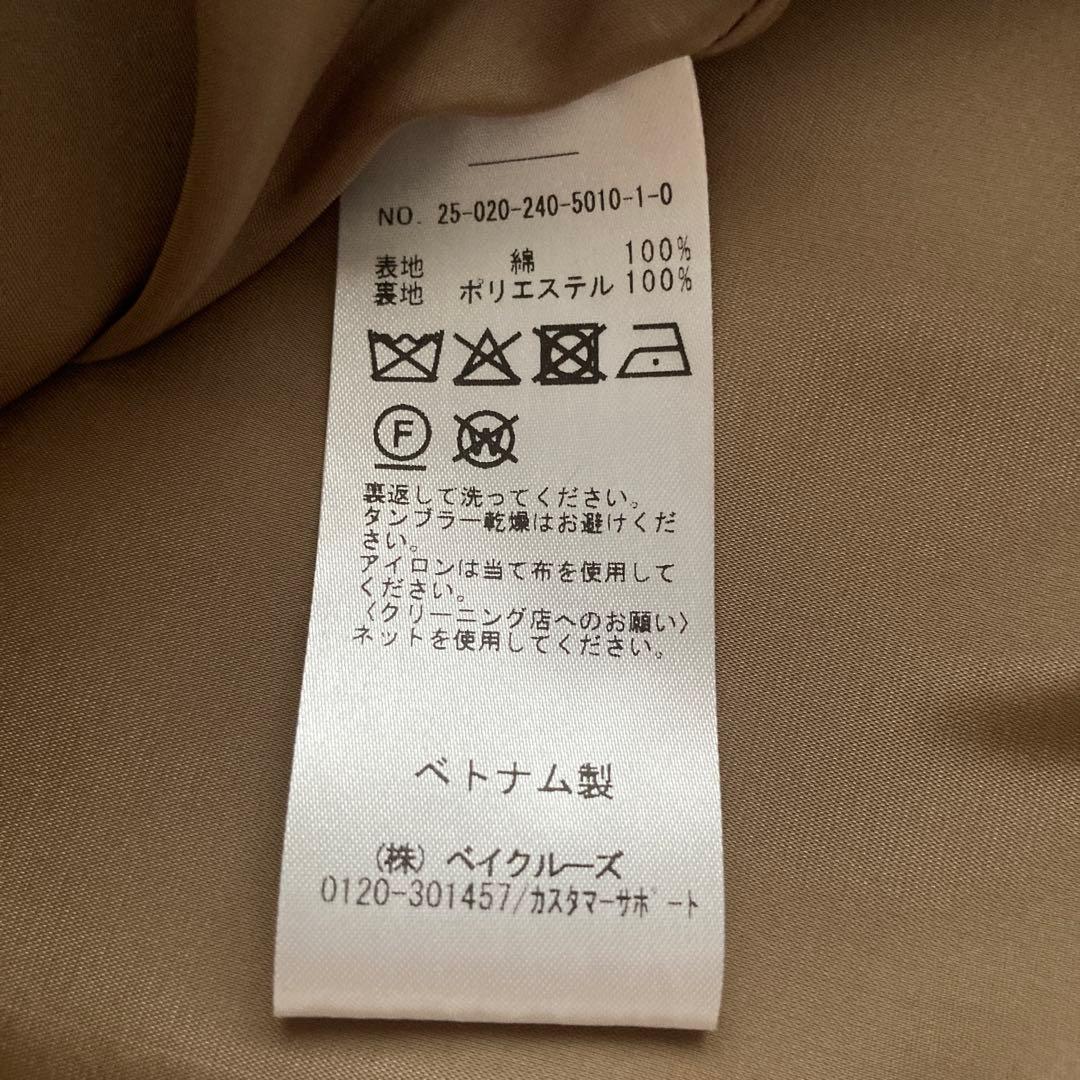 NO. 25-020-240-5010-1-0
表地 綿 100%
裏地 ポリエステル 100%
F
W
裏返して洗ってください。
タンブラー乾燥はお避けくだ
さい。
アイロンは当て布を使用して
ください。
〈クリーニング店へのお願い〉
ネットを使用してください。
ベトナム製
(株) ベイクルーズ
0120-301457/カスタマーサポート